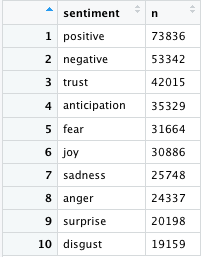 sentiment n
1 positive 73836
2 negative 53342
3 trust 42015
4 anticipation 35329
5 fear 31664
6 joy 30886
7 sadness 25748
8 anger 24337
9 surprise 20198
10 disgust 19159